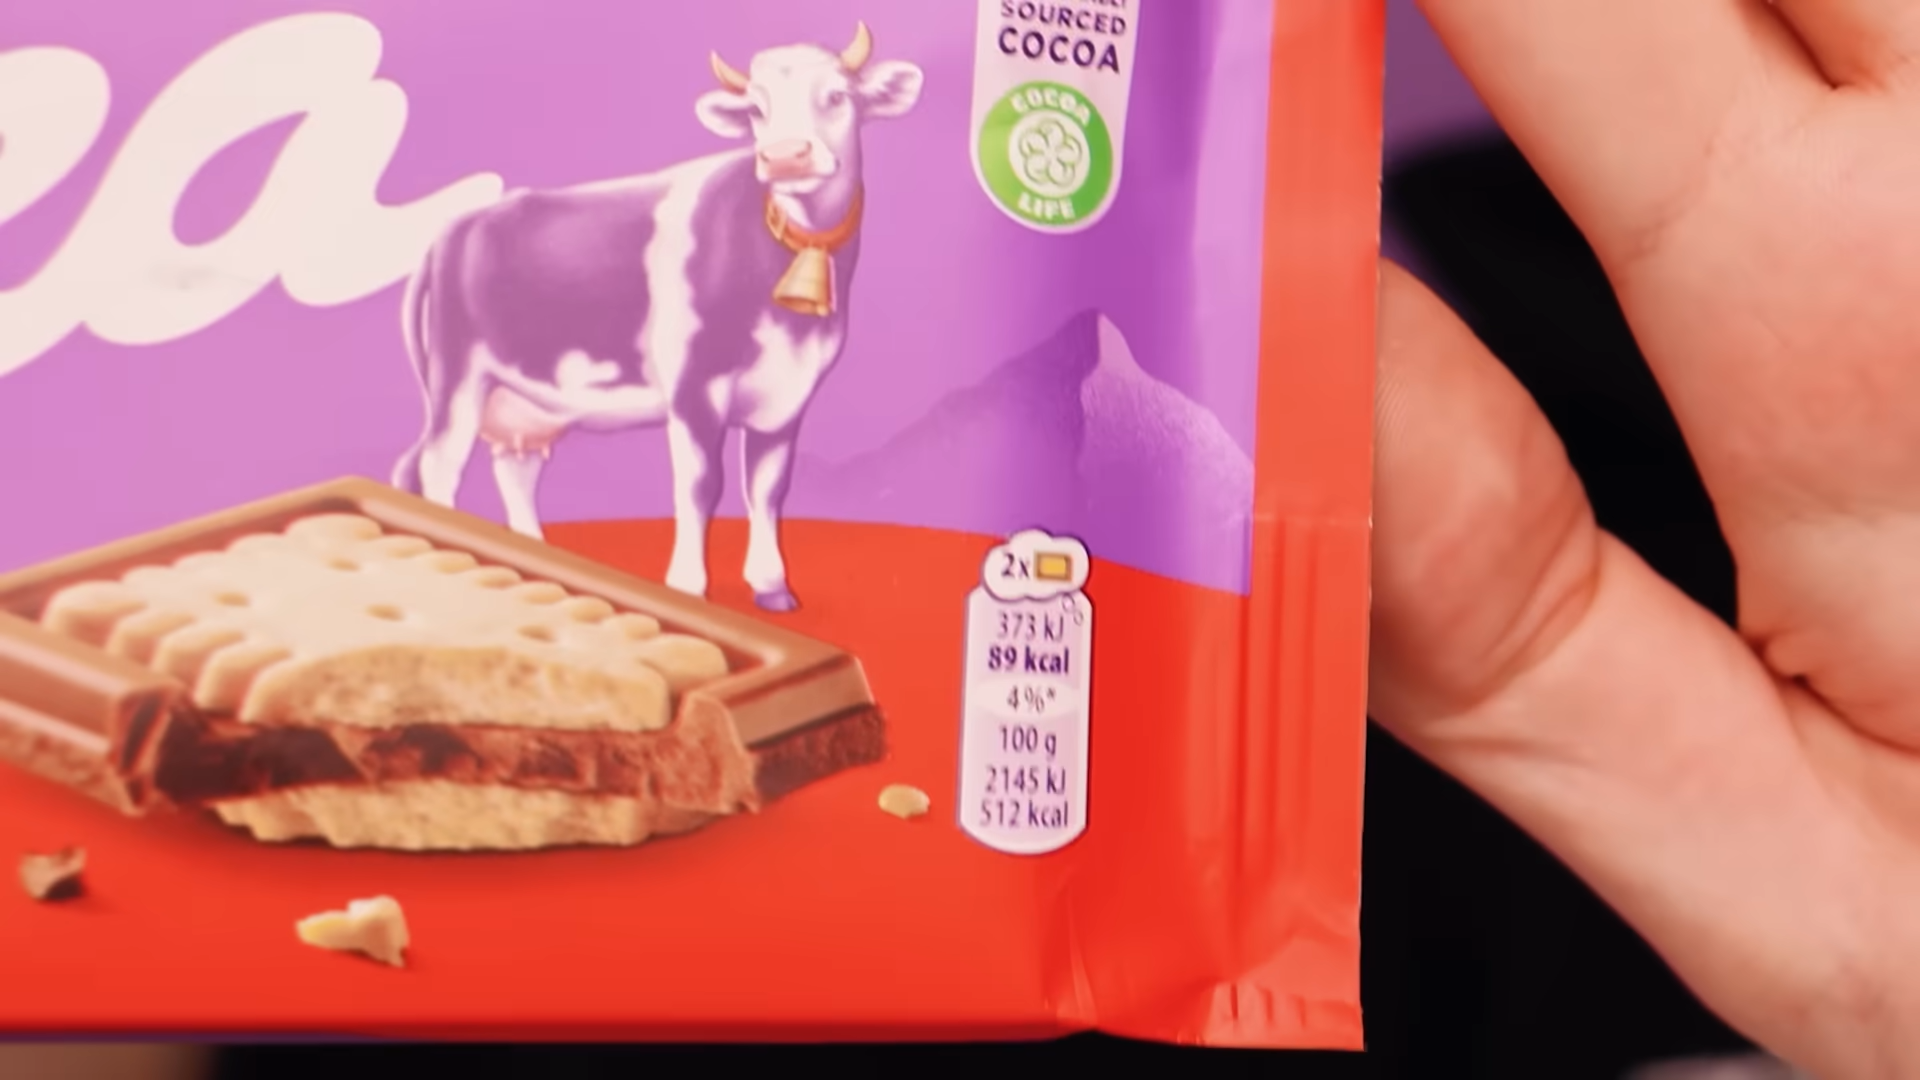 SOURCED
COCOA
COCOA
LIFE
2x
373 kJ
89 kcal
4%*
100 g
2145 kJ
512 kcal